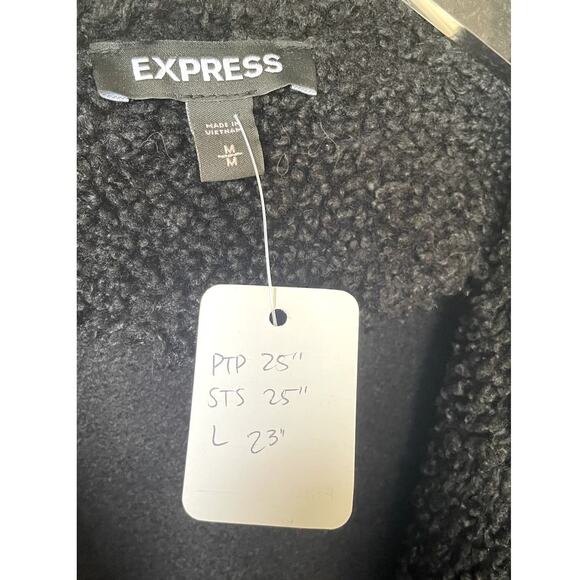 EXPRESS
MADE IN
VIETNAM
M
M
PTP 25"
STS 25"
L 23"